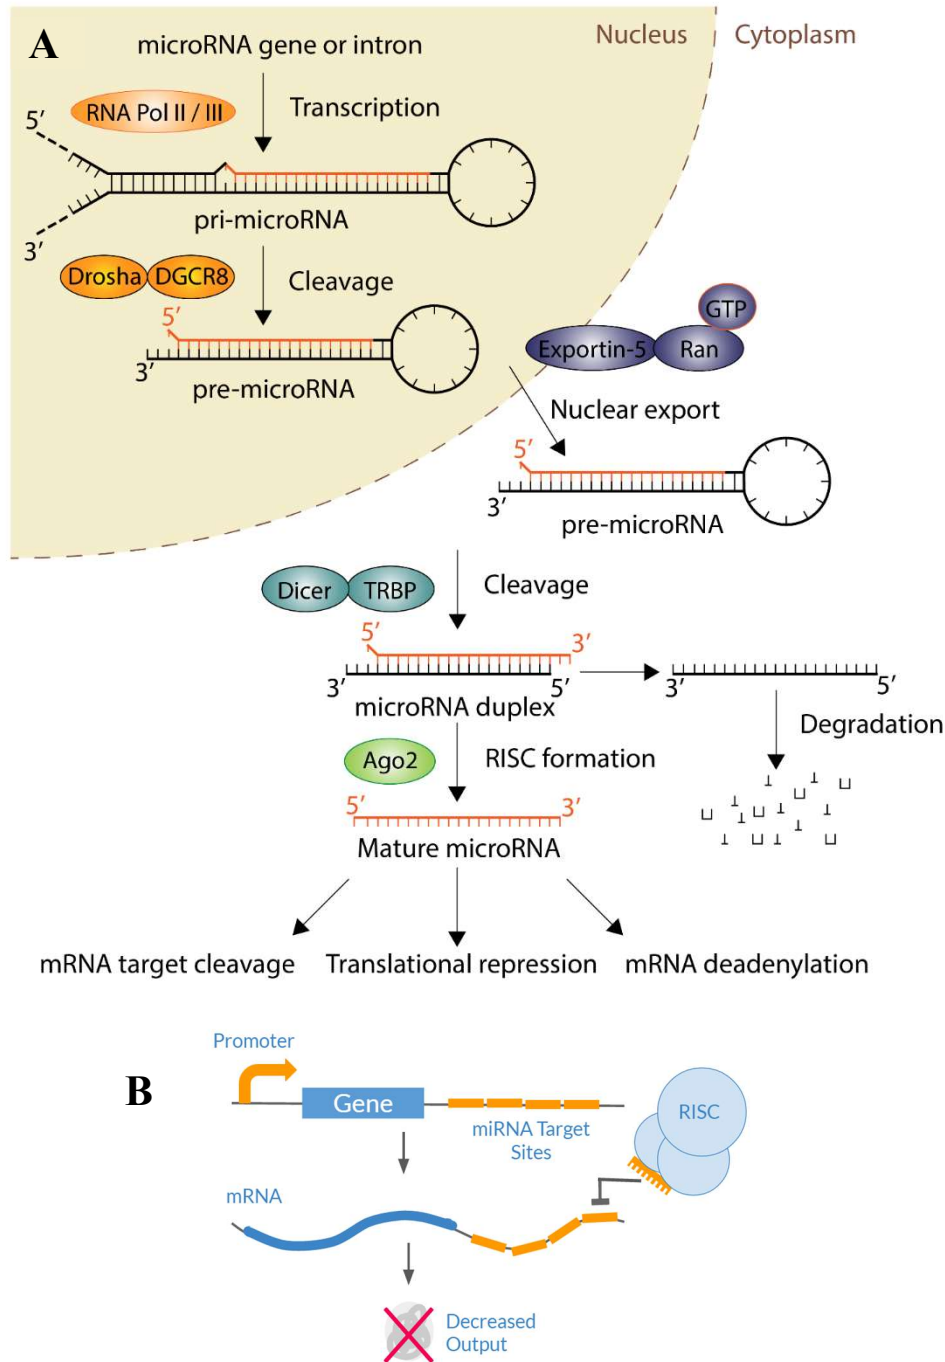 A
microRNA gene or intron
Nucleus
Cytoplasm
RNA Pol II / III
Transcription
5'
3'
pri-microRNA
Drosha
DGCR8
Cleavage
5'
3'
pre-microRNA
GTP
Exportin-5
Ran
Nuclear export
5'
3'
pre-microRNA
Dicer
TRBP
Cleavage
5'
3'
3'
5'
microRNA duplex
3'
5'
Degradation
Ago2
RISC formation
5'
3'
Mature microRNA
mRNA target cleavage
Translational repression
mRNA deadenylation
B
Promoter
Gene
miRNA Target
Sites
RISC
mRNA
Decreased
Output